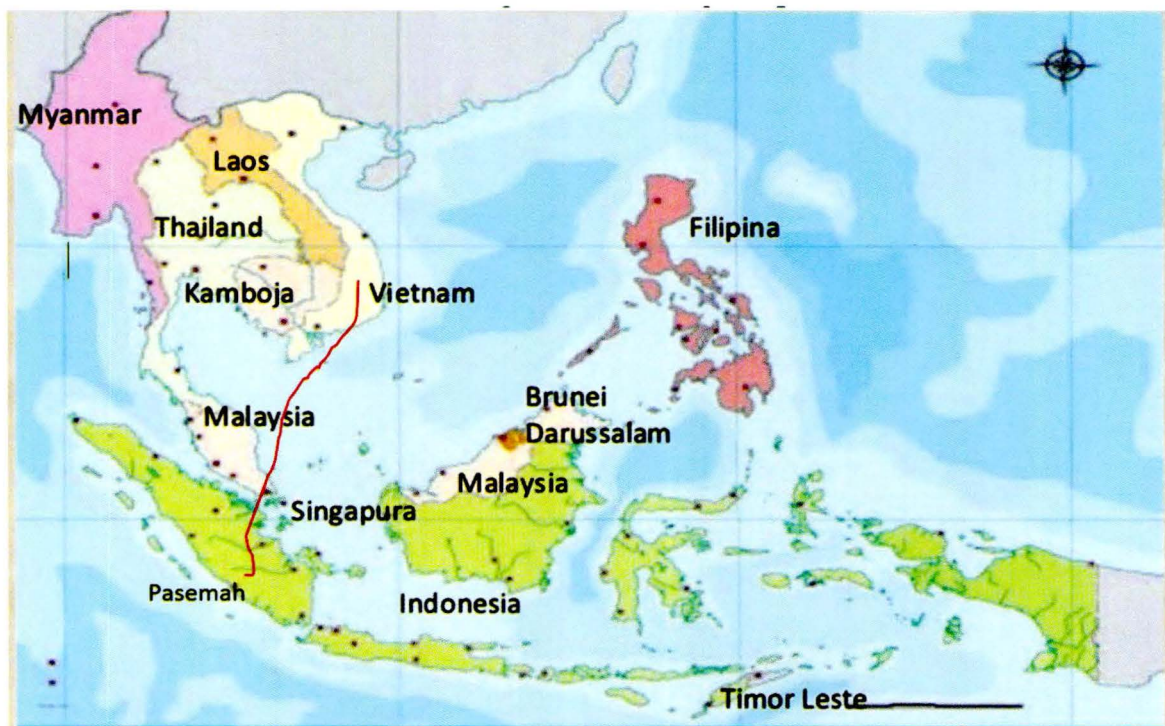 Myanmar
Laos
Thailand
Filipina
Kamboja
Vietnam
Brunei
Malaysia
Darussalam
Malaysia
Singapura
Pasemah
Indonesia
Timor Leste